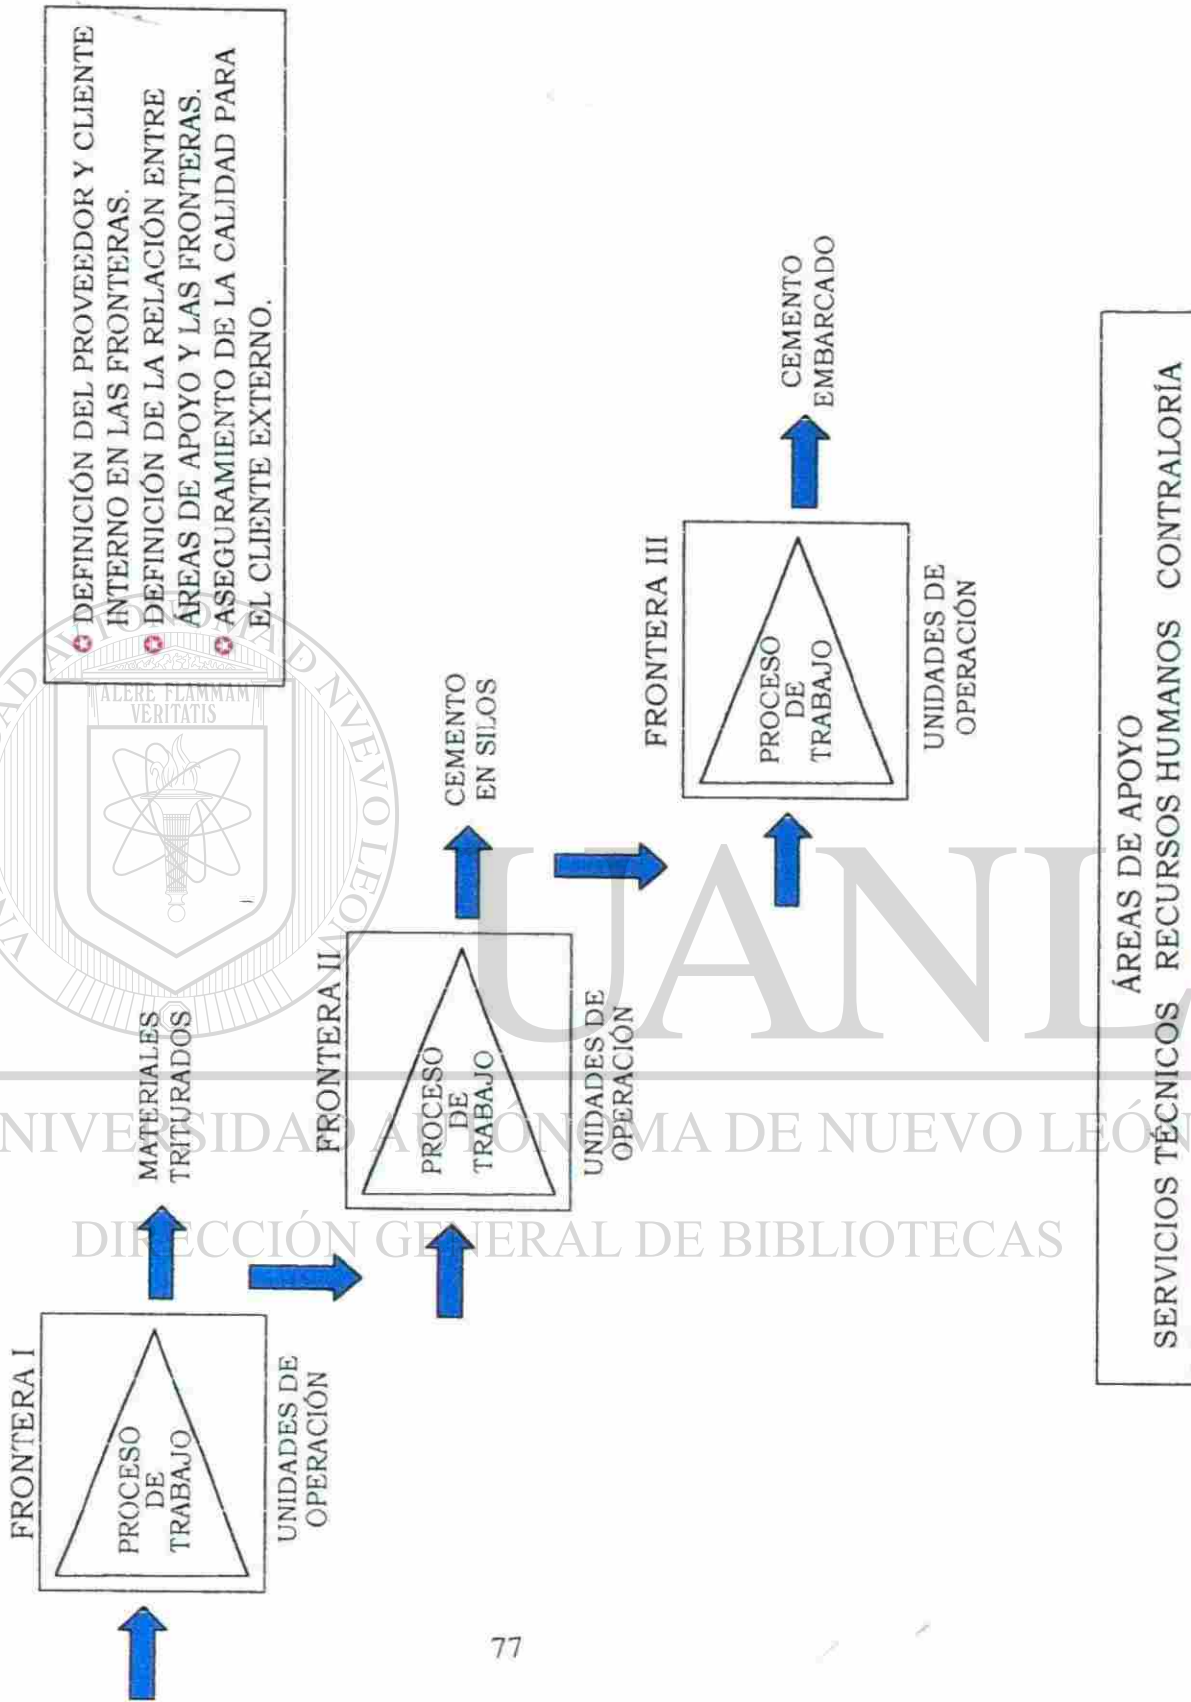 DEFINICIÓN DEL PROVEEDOR Y CLIENTE
INTERNO EN LAS FRONTERAS.
DEFINICIÓN DE LA RELACIÓN ENTRE
ÁREAS DE APOYO Y LAS FRONTERAS.
ASEGURAMIENTO DE LA CALIDAD PARA
EL CLIENTE EXTERNO.
FRONTERA I
PROCESO
DE
TRABAJO
UNIDADES DE
OPERACIÓN
MATERIALES
TRITURADOS
FRONTERA II
PROCESO
DE
TRABAJO
UNIDADES DE
OPERACIÓN
CEMENTO
EN SILOS
FRONTERA III
PROCESO
DE
TRABAJO
UNIDADES DE
OPERACIÓN
CEMENTO
EMBARCADO
ÁREAS DE APOYO
SERVICIOS TÉCNICOS RECURSOS HUMANOS CONTRALORÍA
77
ALERE FLAMMAM
VERITATIS
UANL
NIVERSIDAD AUTÓNOMA DE NUEVO LEÓN
DIRECCIÓN GENERAL DE BIBLIOTECAS